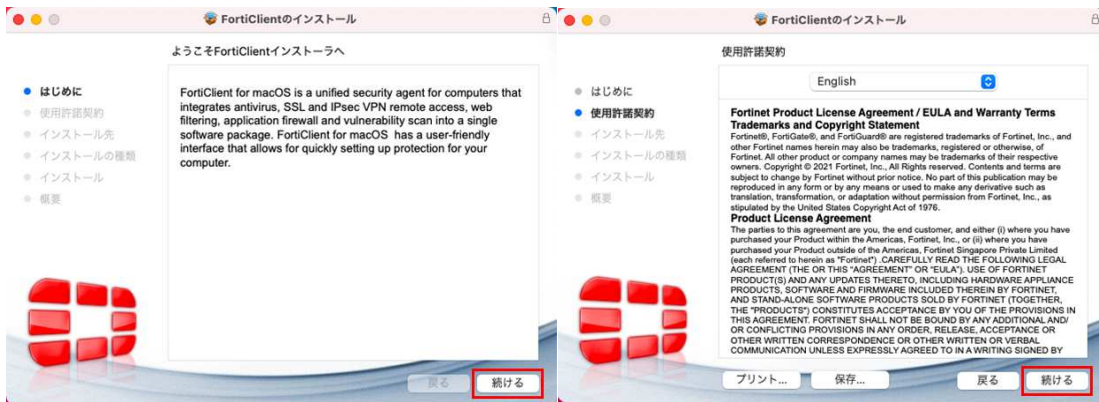 FortiClientのインストール
ようこそFortiClientインストーラへ
はじめに
使用許諾契約
インストール先
インストールの種類
インストール
概要
FortiClient for macOS is a unified security agent for computers that
integrates antivirus, SSL and IPsec VPN remote access, web
filtering, application firewall and vulnerability scan into a single
software package. FortiClient for macOS has a user-friendly
interface that allows for quickly setting up protection for your
computer.
戻る
続ける
FortiClientのインストール
使用許諾契約
はじめに
使用許諾契約
インストール先
インストールの種類
インストール
概要
English
Fortinet Product License Agreement / EULA and Warranty Terms
Trademarks and Copyright Statement
Fortinet®, FortiGate®, and FortiGuard® are registered trademarks of Fortinet, Inc., and
other Fortinet names herein may also be trademarks, registered or otherwise, of
Fortinet. All other product or company names may be trademarks of their respective
owners. Copyright © 2021 Fortinet, Inc., All Rights reserved. Contents and terms are
subject to change by Fortinet without prior notice. No part of this publication may be
reproduced in any form or by any means or used to make any derivative such as
translation, transformation, or adaptation without permission from Fortinet, Inc., as
stipulated by the United States Copyright Act of 1976.
Product License Agreement
The parties to this agreement are you, the end customer, and either (i) where you have
purchased your Product within the Americas, Fortinet, Inc., or (ii) where you have
purchased your Product outside of the Americas, Fortinet Singapore Private Limited
(each referred to herein as "Fortinet") .CAREFULLY READ THE FOLLOWING LEGAL
AGREEMENT (THE OR THIS "AGREEMENT" OR "EULA"). USE OF FORTINET
PRODUCT(S) AND ANY UPDATES THERETO, INCLUDING HARDWARE APPLIANCE
PRODUCTS, SOFTWARE AND FIRMWARE INCLUDED THEREIN BY FORTINET,
AND STAND-ALONE SOFTWARE PRODUCTS SOLD BY FORTINET (TOGETHER,
THE "PRODUCTS") CONSTITUTES ACCEPTANCE BY YOU OF THE PROVISIONS IN
THIS AGREEMENT. FORTINET SHALL NOT BE BOUND BY ANY ADDITIONAL AND/
OR CONFLICTING PROVISIONS IN ANY ORDER, RELEASE, ACCEPTANCE OR
OTHER WRITTEN CORRESPONDENCE OR OTHER WRITTEN OR VERBAL
COMMUNICATION UNLESS EXPRESSLY AGREED TO IN A WRITING SIGNED BY
プリント...
保存...
戻る
続ける